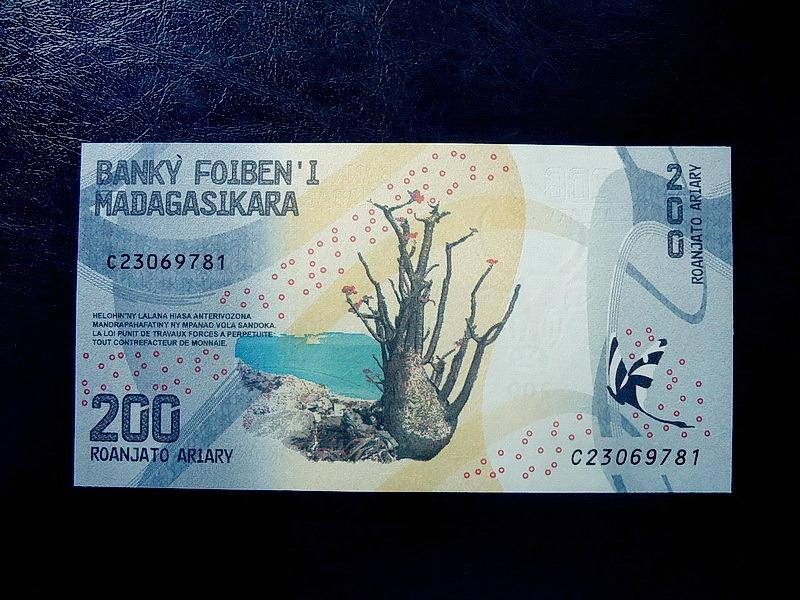 BANKY FOIBEN'I
MADAGASIKARA
C23069781
HELOHIN'NY LALANA HIASA ANTERIVOZONA
MANDRAPAHAFATINY NY MPANAO VOLA SANDOKA.
LA LOI PUNIT DE TRAVAUX FORCES A PERPETUITE
TOUT CONTREFACTEUR DE MONNAIE.
200
ROANJATO ARIARY
200
ROANJATO ARIARY
C23069781